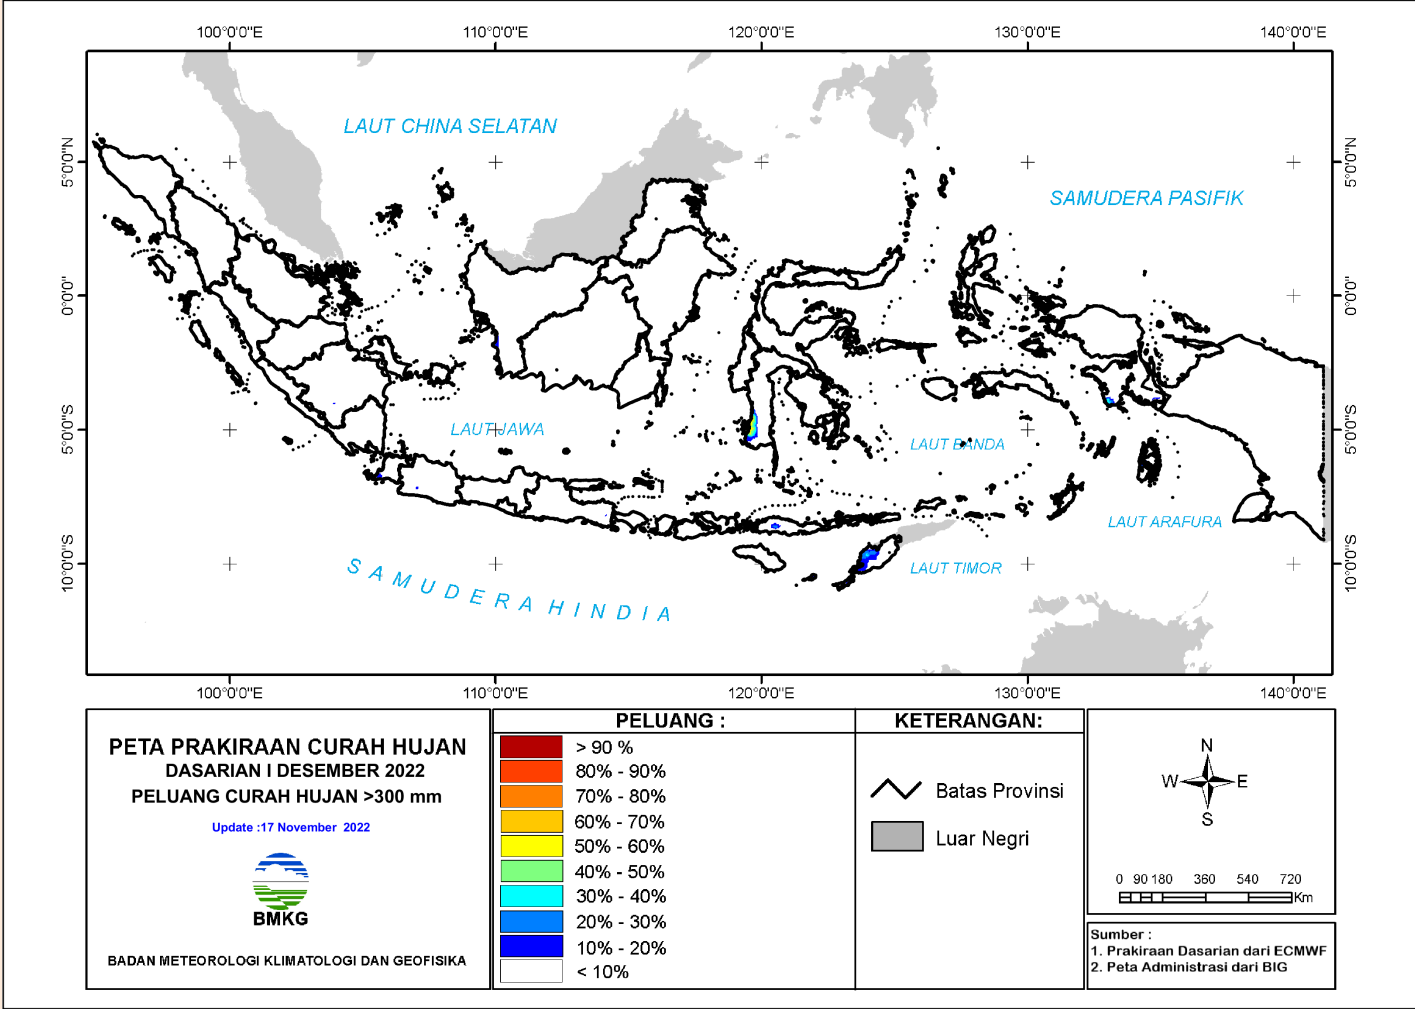 100°0'0"E 110°0'0"E 120°0'0"E 130°0'0"E 140°0'0"E
LAUT CHINA SELATAN
5°0'0"N 5°0'0"N
SAMUDERA PASIFIK
0°0'0" 0°0'0"
LAUT JAWA
5°0'0"S 5°0'0"S
LAUT BANDA
LAUT ARAFURA
10°0'0"S 10°0'0"S
LAUT TIMOR
SAMUDERA HINDIA
100°0'0"E 110°0'0"E 120°0'0"E 130°0'0"E 140°0'0"E
PETA PRAKIRAAN CURAH HUJAN
DASARIAN I DESEMBER 2022
PELUANG CURAH HUJAN >300 mm
Update :17 November 2022
BMKG
BADAN METEOROLOGI KLIMATOLOGI DAN GEOFISIKA
PELUANG :
> 90 %
80% - 90%
70% - 80%
60% - 70%
50% - 60%
40% - 50%
30% - 40%
20% - 30%
10% - 20%
< 10%
KETERANGAN:
Batas Provinsi
Luar Negri
N
W E
S
0 90 180 360 540 720
Km
Sumber :
1. Prakiraan Dasarian dari ECMWF
2. Peta Administrasi dari BIG